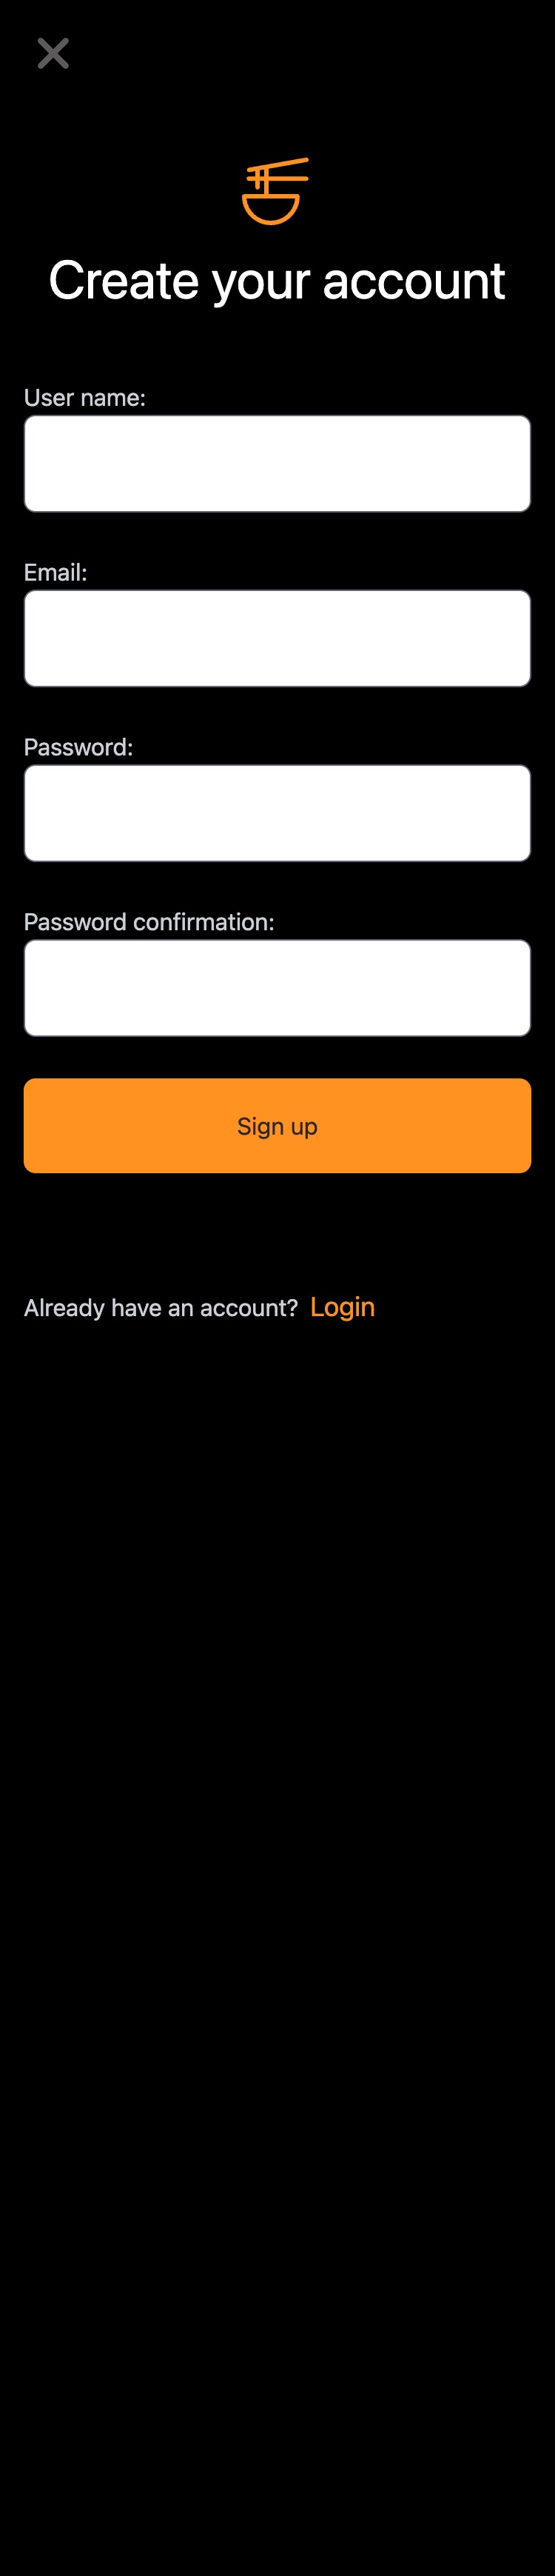 Create your account
User name:
Email:
Password:
Password confirmation:
Sign up
Already have an account? Login